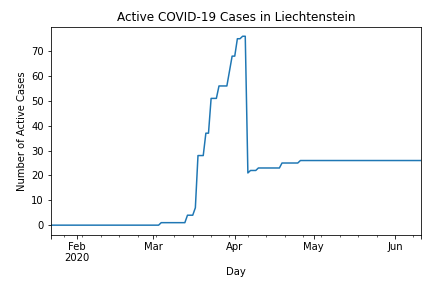 Active COVID-19 Cases in Liechtenstein
Number of Active Cases
70
60
50
40
30
20
10
0
Feb
2020
Mar
Apr
May
Jun
Day